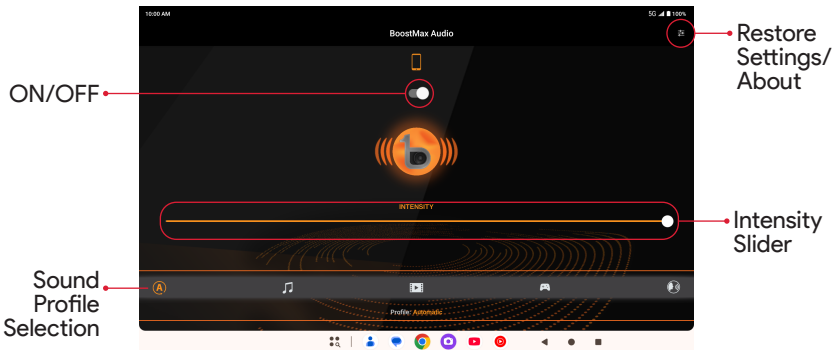 10:00 AM
5G 100%
BoostMax Audio
Restore
Settings/
About
ON/OFF
b
INTENSITY
Intensity
Slider
Sound
Profile
Selection
A
Profile: Automatic